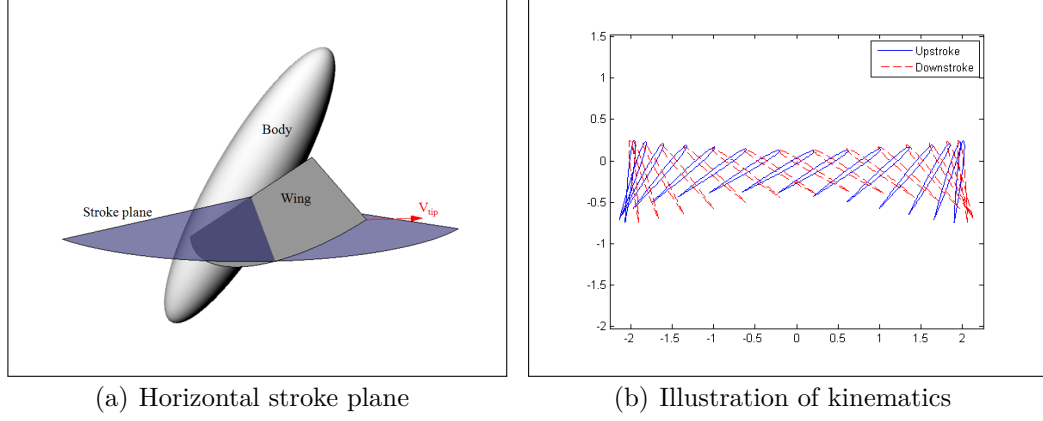 Body
Wing
Stroke plane
V_tip
(a) Horizontal stroke plane
Upstroke
Downstroke
1.5
1
0.5
0
-0.5
-1
-1.5
-2
-2 -1.5 -1 -0.5 0 0.5 1 1.5 2
(b) Illustration of kinematics